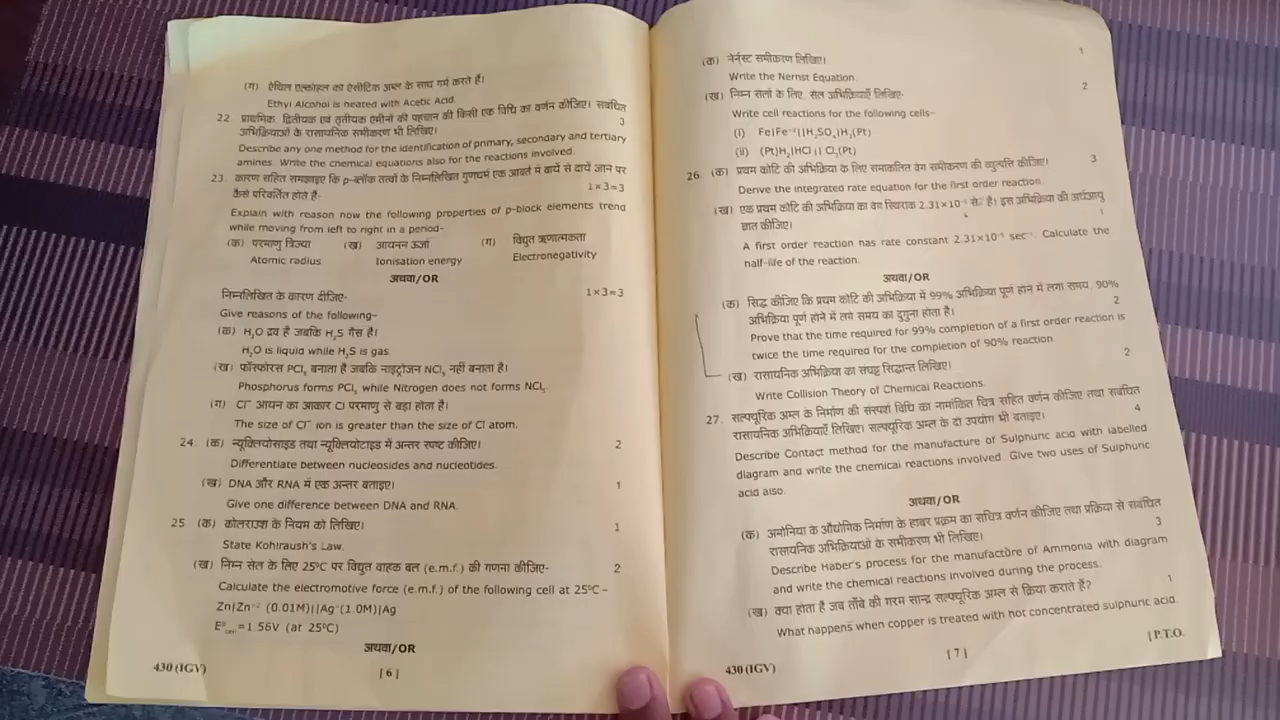 (ग) ऐथिल एल्कोहल को ऐसीटिक अम्ल के साथ गर्म करते हैं।
Ethyl Alcohol is heated with Acetic Acid.
22. प्राथमिक, द्वितीयक एवं तृतीयक ऐमीनों की पहचान की किसी एक विधि का वर्णन कीजिए। संबंधित
अभिक्रियाओं के रासायनिक समीकरण भी लिखिए। 3
Describe any one method for the identification of primary, secondary and tertiary
amines. Write the chemical equations also for the reactions involved.
23. कारण सहित समझाइए कि p-ब्लॉक तत्वों के निम्नलिखित गुणधर्म एक आवर्त में बायें से दायें जाने पर
कैसे परिवर्तित होते हैं- 1×3=3
Explain with reason now the following properties of p-block elements trend
while moving from left to right in a period-
(क) परमाणु त्रिज्या (ख) आयनन ऊर्जा (ग) विद्युत ऋणात्मकता
Atomic radius Ionisation energy Electronegativity
अथवा/OR
निम्नलिखित के कारण दीजिए- 1×3=3
Give reasons of the following-
(क) H₂O द्रव है जबकि H₂S गैस है।
H₂O is liquid while H₂S is gas
(ख) फॉस्फोरस PCl₅ बनाता है जबकि नाइट्रोजन NCl₅ नहीं बनाता है।
Phosphorus forms PCl₅ while Nitrogen does not forms NCl₅
(ग) Cl⁻ आयन का आकार Cl परमाणु से बड़ा होता है।
The size of Cl⁻ ion is greater than the size of Cl atom.
24. (क) न्यूक्लियोसाइड तथा न्यूक्लियोटाइड में अन्तर स्पष्ट कीजिए। 2
Differentiate between nucleosides and nucleotides.
(ख) DNA और RNA में एक अन्तर बताइए। 1
Give one difference between DNA and RNA.
25 (क) कोलराउश के नियम को लिखिए। 1
State Kohlraush's Law.
(ख) निम्न सेल के लिए 25°C पर विद्युत वाहक बल (e.m.f.) की गणना कीजिए- 2
Calculate the electromotive force (e.m.f.) of the following cell at 25°C –
Zn|Zn⁺² (0.01M)||Ag⁺(1.0M)|Ag
E⁰cell=1.56V (at 25°C)
अथवा/OR
430 (IGV) [ 6 ]
(क) नेर्नस्ट समीकरण लिखिए। 1
Write the Nernst Equation.
(ख) निम्न सेलों के लिए, सेल अभिक्रियाएँ लिखिए- 2
Write cell reactions for the following cells–
(i) Fe|Fe⁺²||H₂SO₄|H₂(Pt)
(ii) (Pt)H₂|HCl||Cl₂(Pt)
26. (क) प्रथम कोटि की अभिक्रिया के लिए समाकलित वेग समीकरण की व्युत्पत्ति कीजिए। 3
Derive the integrated rate equation for the first order reaction.
(ख) एक प्रथम कोटि की अभिक्रिया का वेग स्थिरांक 2.31×10⁻³ से.⁻¹ है। इस अभिक्रिया की अर्धआयु
ज्ञात कीजिए। 1
A first order reaction has rate constant 2.31×10⁻³ sec⁻¹. Calculate the
half-life of the reaction.
अथवा/OR
(क) सिद्ध कीजिए कि प्रथम कोटि की अभिक्रिया में 99% अभिक्रिया पूर्ण होने में लगा समय, 90%
अभिक्रिया पूर्ण होने में लगे समय का दुगुना होता है। 2
Prove that the time required for 99% completion of a first order reaction is
twice the time required for the completion of 90% reaction.
(ख) रासायनिक अभिक्रिया का संघट्ट सिद्धान्त लिखिए। 2
Write Collision Theory of Chemical Reactions.
27. सल्फ्यूरिक अम्ल के निर्माण की संस्पर्श विधि का नामांकित चित्र सहित वर्णन कीजिए तथा संबंधित
रासायनिक अभिक्रियाएँ लिखिए। सल्फ्यूरिक अम्ल के दो उपयोग भी बताइए। 4
Describe Contact method for the manufacture of Sulphuric acid with labelled
diagram and write the chemical reactions involved. Give two uses of Sulphuric
acid also.
अथवा/OR
(क) अमोनिया के औद्योगिक निर्माण के हाबर प्रक्रम का सचित्र वर्णन कीजिए तथा प्रक्रिया से संबंधित
रासायनिक अभिक्रियाओं के समीकरण भी लिखिए। 3
Describe Haber's process for the manufacture of Ammonia with diagram
and write the chemical reactions involved during the process.
(ख) क्या होता है जब ताँबे की गरम सान्द्र सल्फ्यूरिक अम्ल से क्रिया कराते हैं? 1
What happens when copper is treated with hot concentrated sulphuric acid.
430 (IGV) [ 7 ] [P.T.O.